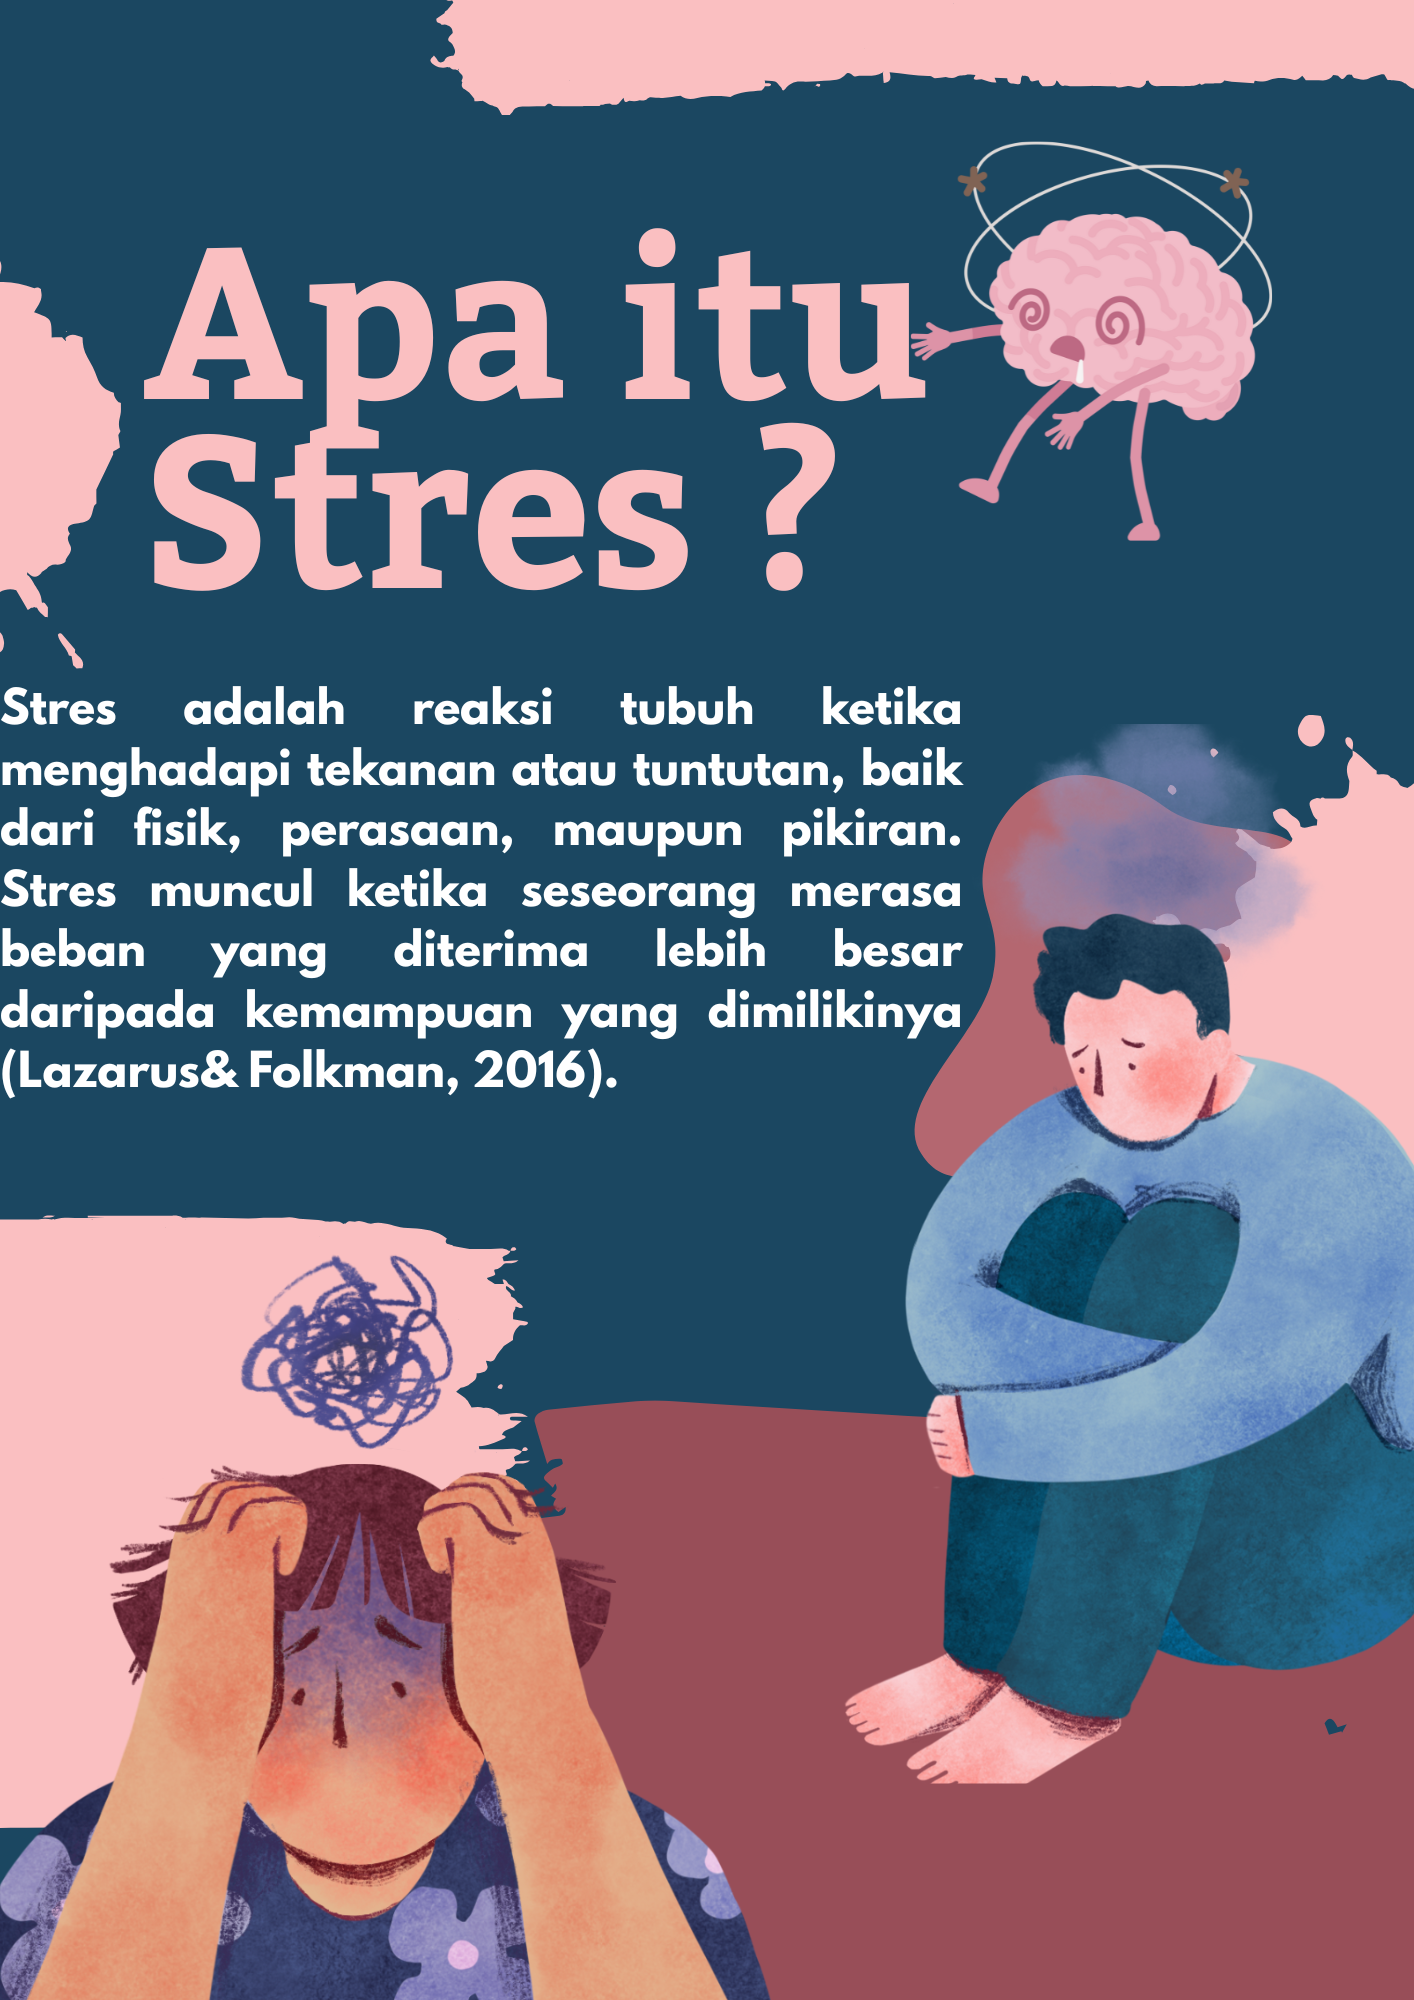 Apa itu
Stres ?
Stres adalah reaksi tubuh ketika
menghadapi tekanan atau tuntutan, baik
dari fisik, perasaan, maupun pikiran.
Stres muncul ketika seseorang merasa
beban yang diterima lebih besar
daripada kemampuan yang dimilikinya
(Lazarus& Folkman, 2016).